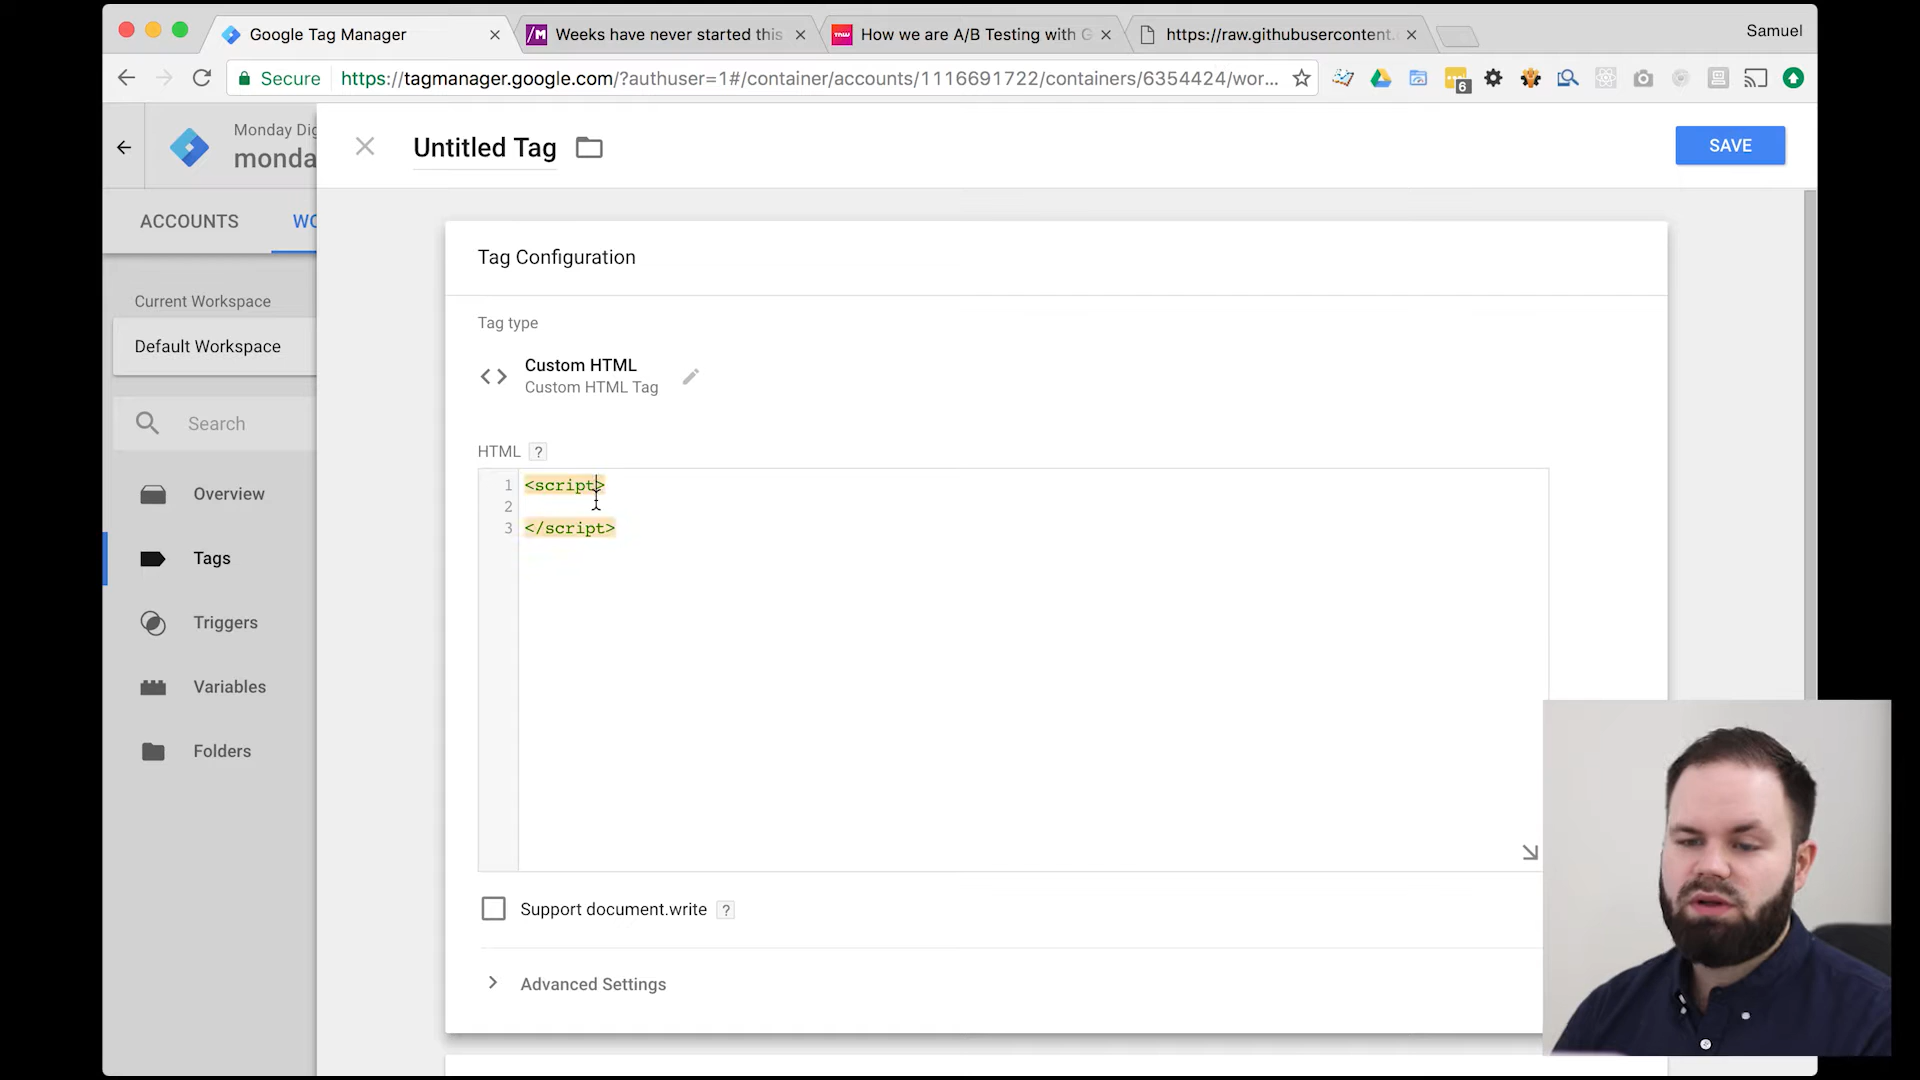 Google Tag Manager
Weeks have never started this
How we are A/B Testing with G
https://raw.githubusercontent.
Samuel
Secure
https://tagmanager.google.com/?authuser=1#/container/accounts/1116691722/containers/6354424/wor...
6
Monday Dig
monda
Untitled Tag
SAVE
ACCOUNTS
WO
Tag Configuration
Current Workspace
Default Workspace
Tag type
Custom HTML
Custom HTML Tag
Search
HTML ?
1 <script>
2
3 </script>
Overview
Tags
Triggers
Variables
Folders
Support document.write ?
Advanced Settings